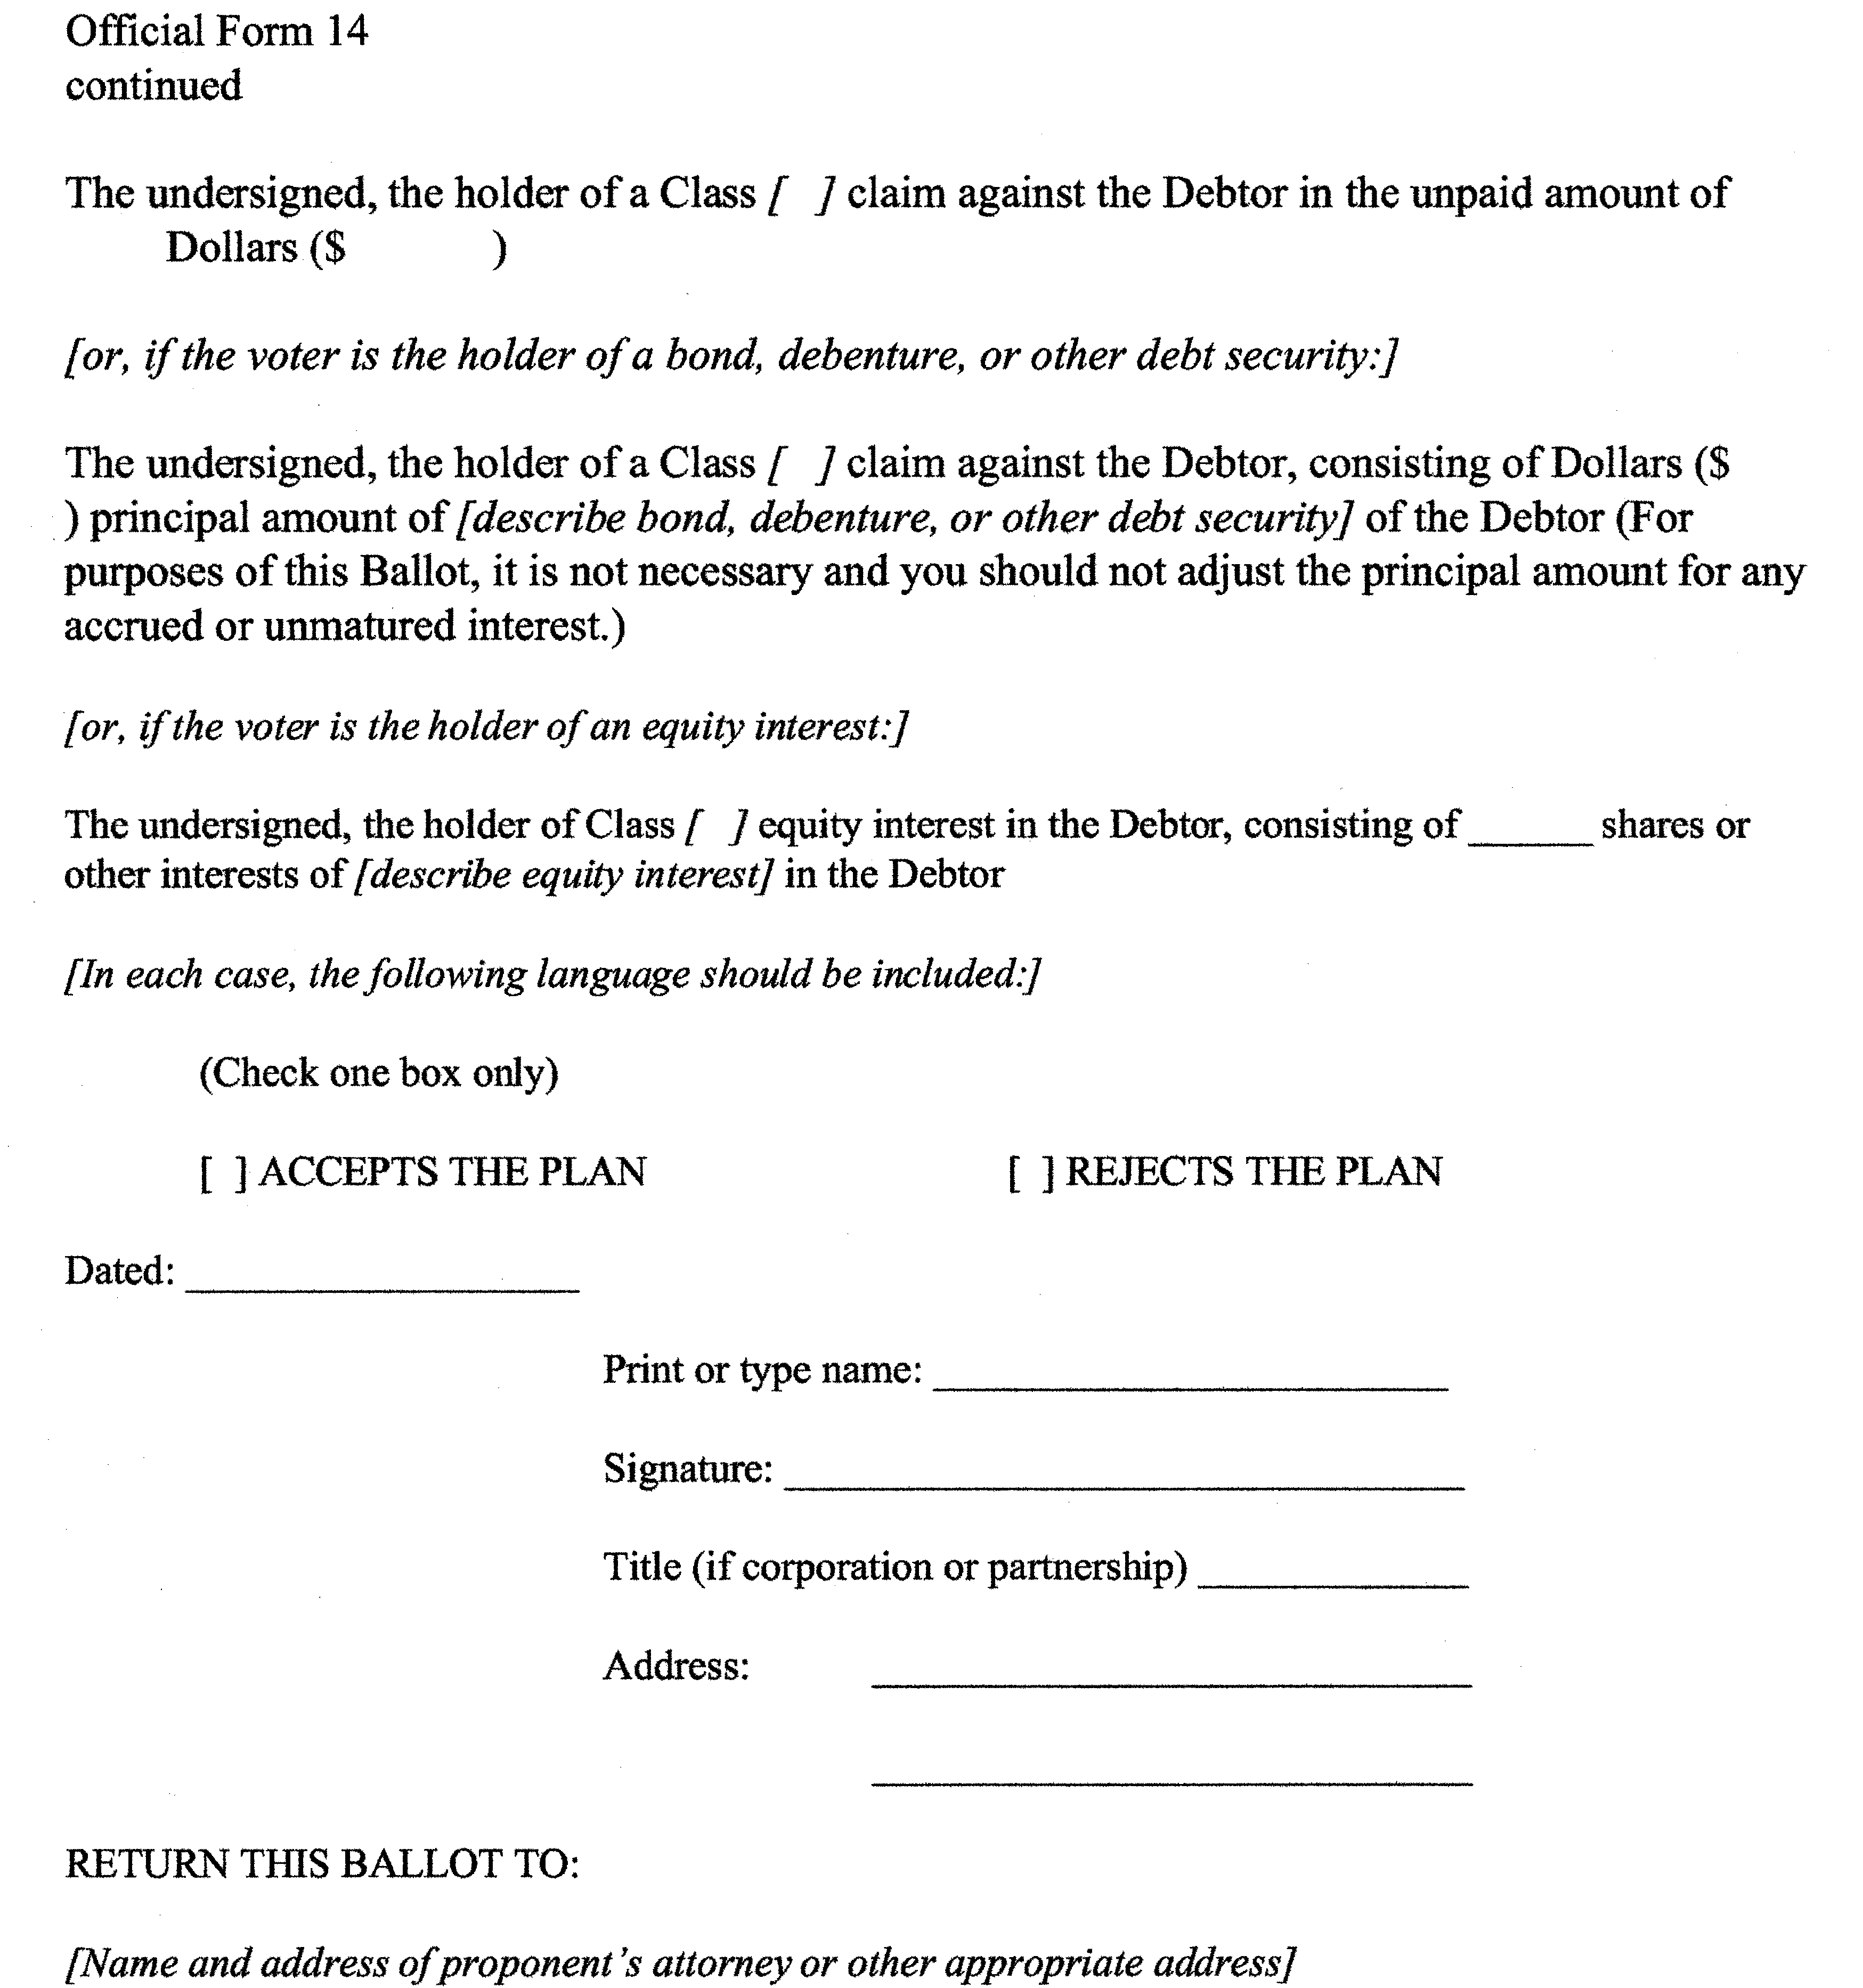 Official Form 14
continued
The undersigned, the holder of a Class [ ] claim against the Debtor in the unpaid amount of
Dollars ($ )
[or, if the voter is the holder of a bond, debenture, or other debt security:]
The undersigned, the holder of a Class [ ] claim against the Debtor, consisting of Dollars ($
) principal amount of [describe bond, debenture, or other debt security] of the Debtor (For
purposes of this Ballot, it is not necessary and you should not adjust the principal amount for any
accrued or unmatured interest.)
[or, if the voter is the holder of an equity interest:]
The undersigned, the holder of Class [ ] equity interest in the Debtor, consisting of ______ shares or
other interests of [describe equity interest] in the Debtor
[In each case, the following language should be included:]
(Check one box only)
[ ] ACCEPTS THE PLAN [ ] REJECTS THE PLAN
Dated: ___________________
Print or type name: _________________________
Signature: _________________________________
Title (if corporation or partnership) _____________
Address: _____________________________
_____________________________
RETURN THIS BALLOT TO:
[Name and address of proponent's attorney or other appropriate address]